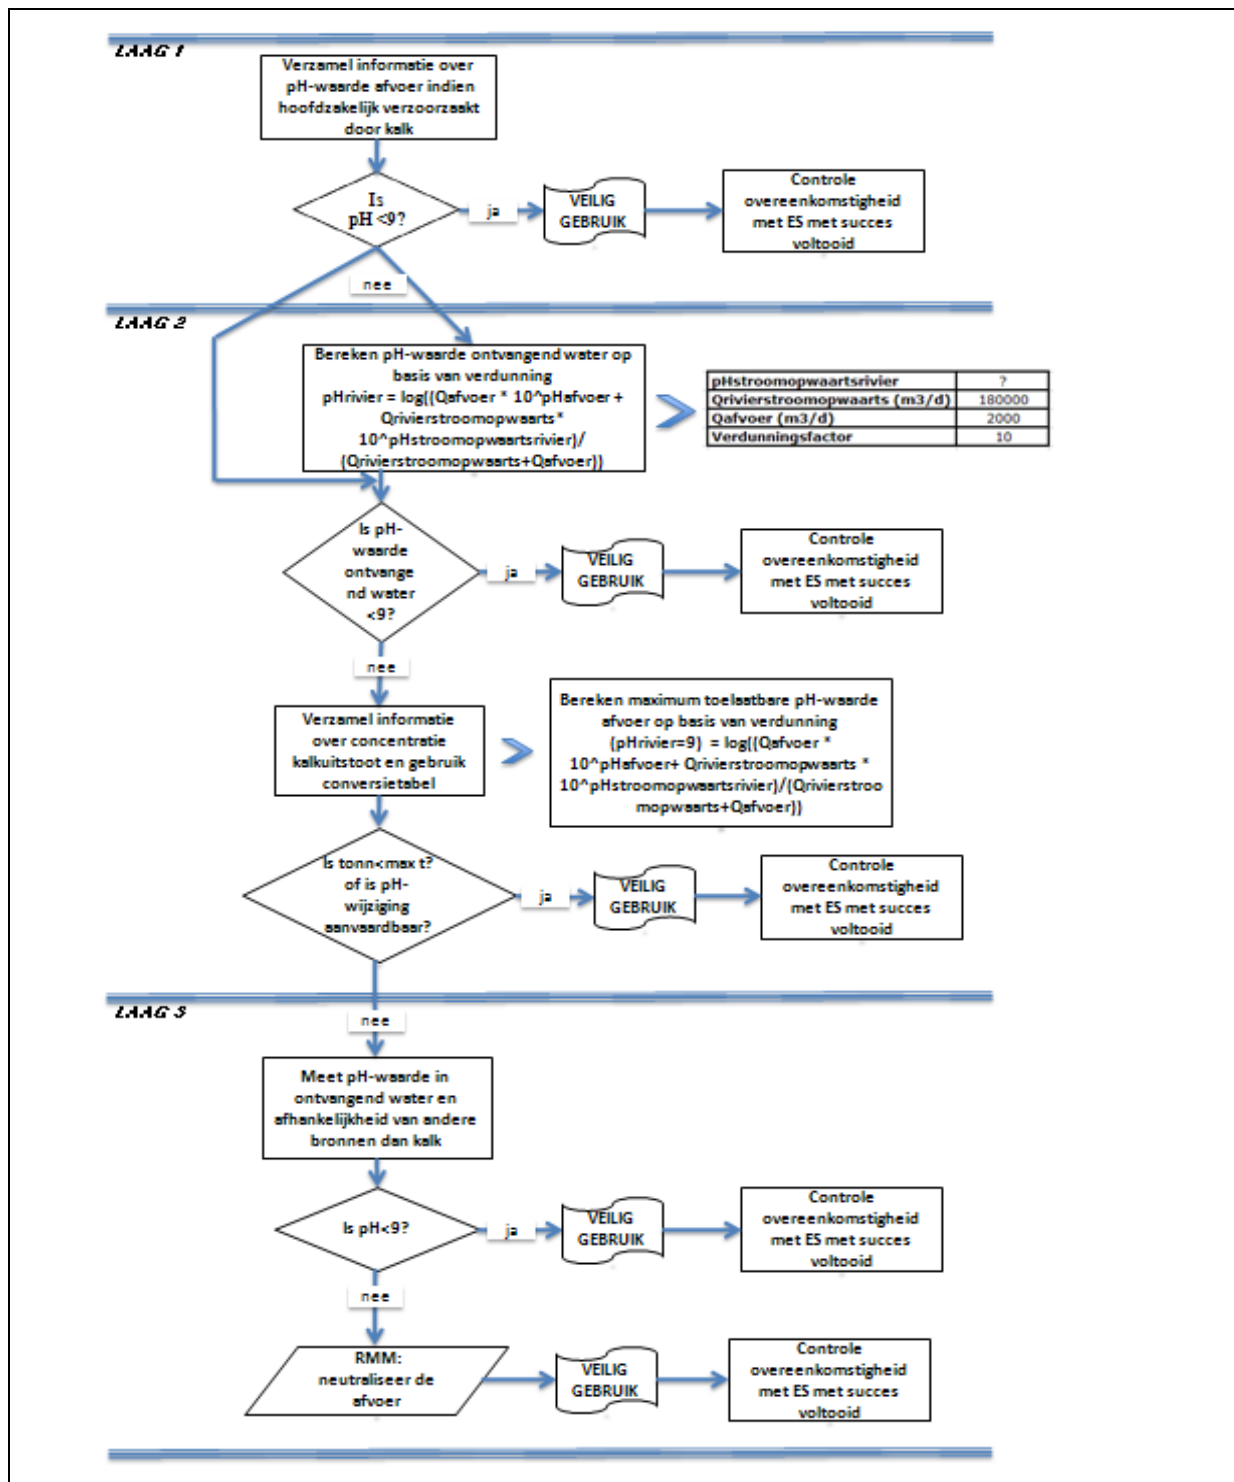 LAAG 1
Verzamel informatie over
pH-waarde afvoer indien
hoofdzakelijk verzoorzaakt
door kalk
Is
pH <9?
ja
VEILIG
GEBRUIK
Controle
overeenkomstigheid
met ES met succes
voltooid
nee
LAAG 2
Bereken pH-waarde ontvangend water op
basis van verdunning
pHrivier = log((Qafvoer * 10^pHafvoer +
Qrivierstroomopwaarts*
10^pHstroomopwaartsrivier)/
(Qrivierstroomopwaarts+Qafvoer))
pHstroomopwaartsrivier ?
Qrivierstroomopwaarts (m3/d) 180000
Qafvoer (m3/d) 2000
Verdunningsfactor 10
Is pH-
waarde
ontvange
nd water
<9?
ja
VEILIG
GEBRUIK
Controle
overeenkomstigheid
met ES met succes
voltooid
nee
Verzamel informatie
over concentratie
kalkuitstoot en gebruik
conversietabel
Bereken maximum toelaatbare pH-waarde
afvoer op basis van verdunning
(pHrivier=9) = log((Qafvoer *
10^pHafvoer+ Qrivierstroomopwaarts *
10^pHstroomopwaartsrivier)/(Qrivierstroo
mopwaarts+Qafvoer))
Is tonn<max t?
of is pH-
wijziging
aanvaardbaar?
ja
VEILIG
GEBRUIK
Controle
overeenkomstigheid
met ES met succes
voltooid
LAAG 3
nee
Meet pH-waarde in
ontvangend water en
afhankelijkheid van andere
bronnen dan kalk
Is pH<9?
ja
VEILIG
GEBRUIK
Controle
overeenkomstigheid
met ES met succes
voltooid
nee
RMM:
neutraliseer de
afvoer
VEILIG
GEBRUIK
Controle
overeenkomstigheid
met ES met succes
voltooid